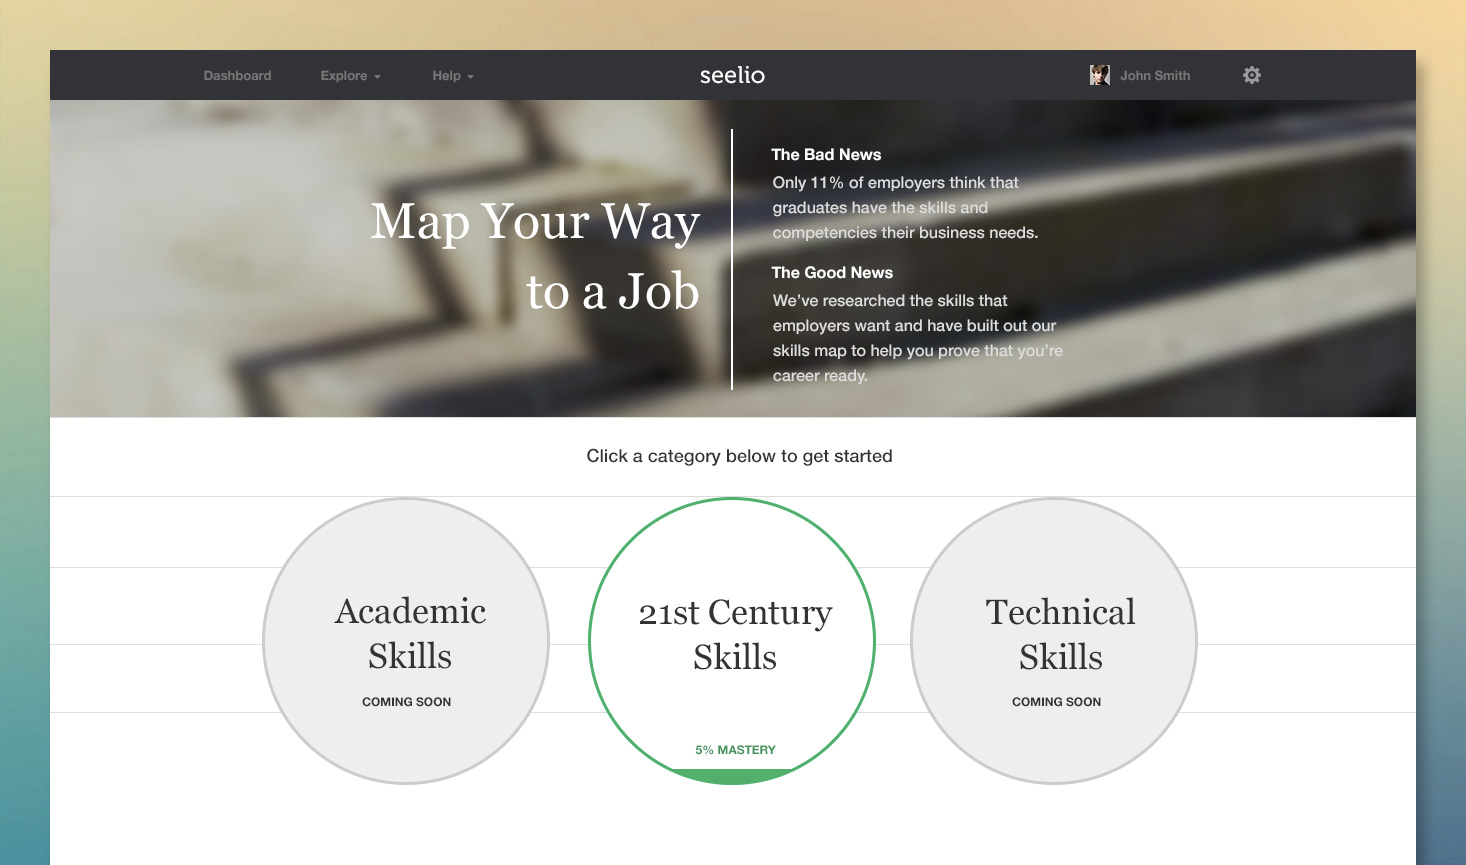 Dashboard Explore Help seelio John Smith
Map Your Way
to a Job
The Bad News
Only 11% of employers think that
graduates have the skills and
competencies their business needs.
The Good News
We’ve researched the skills that
employers want and have built out our
skills map to help you prove that you’re
career ready.
Click a category below to get started
Academic
Skills
COMING SOON
21st Century
Skills
5% MASTERY
Technical
Skills
COMING SOON